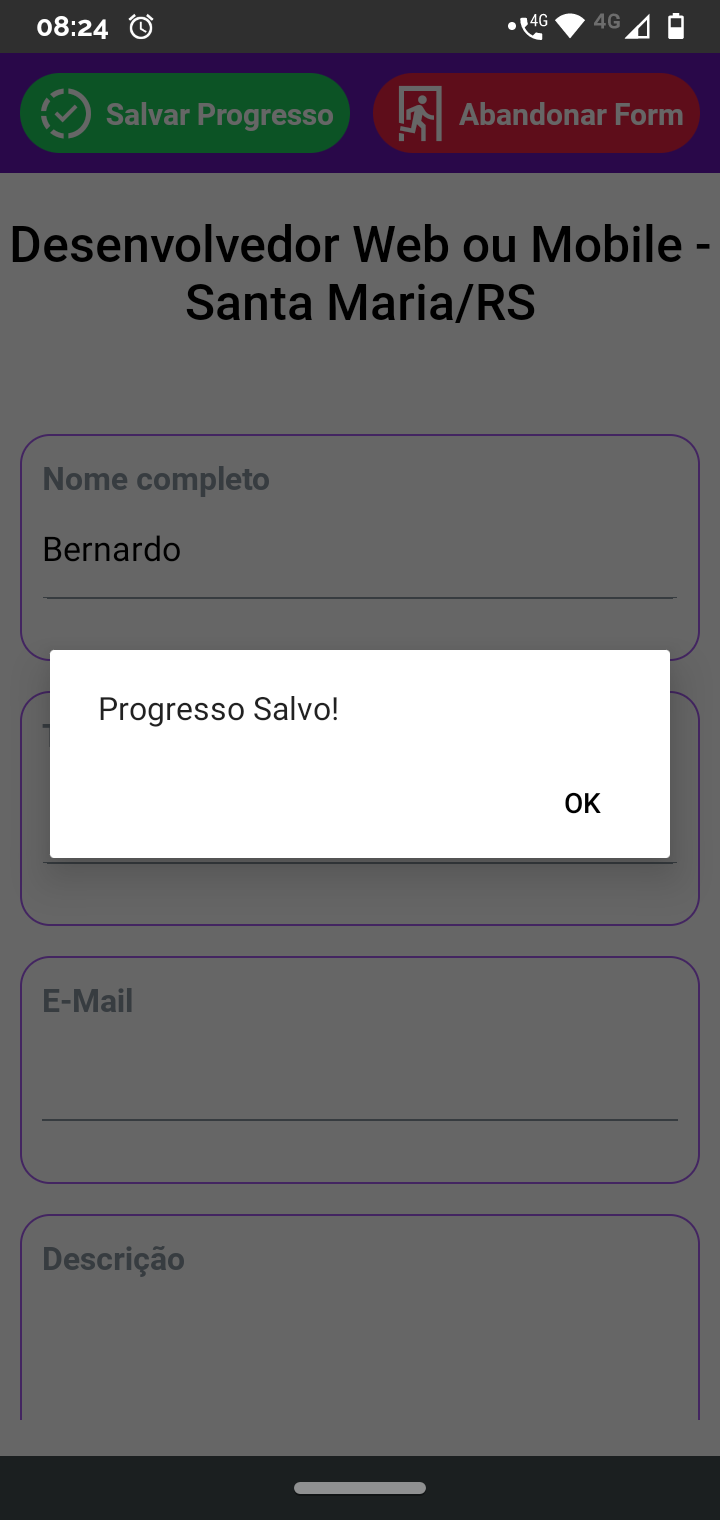 08:24
4G
4G
Salvar Progresso
Abandonar Form
Desenvolvedor Web ou Mobile -
Santa Maria/RS
Nome completo
Bernardo
Progresso Salvo!
OK
E-Mail
Descrição